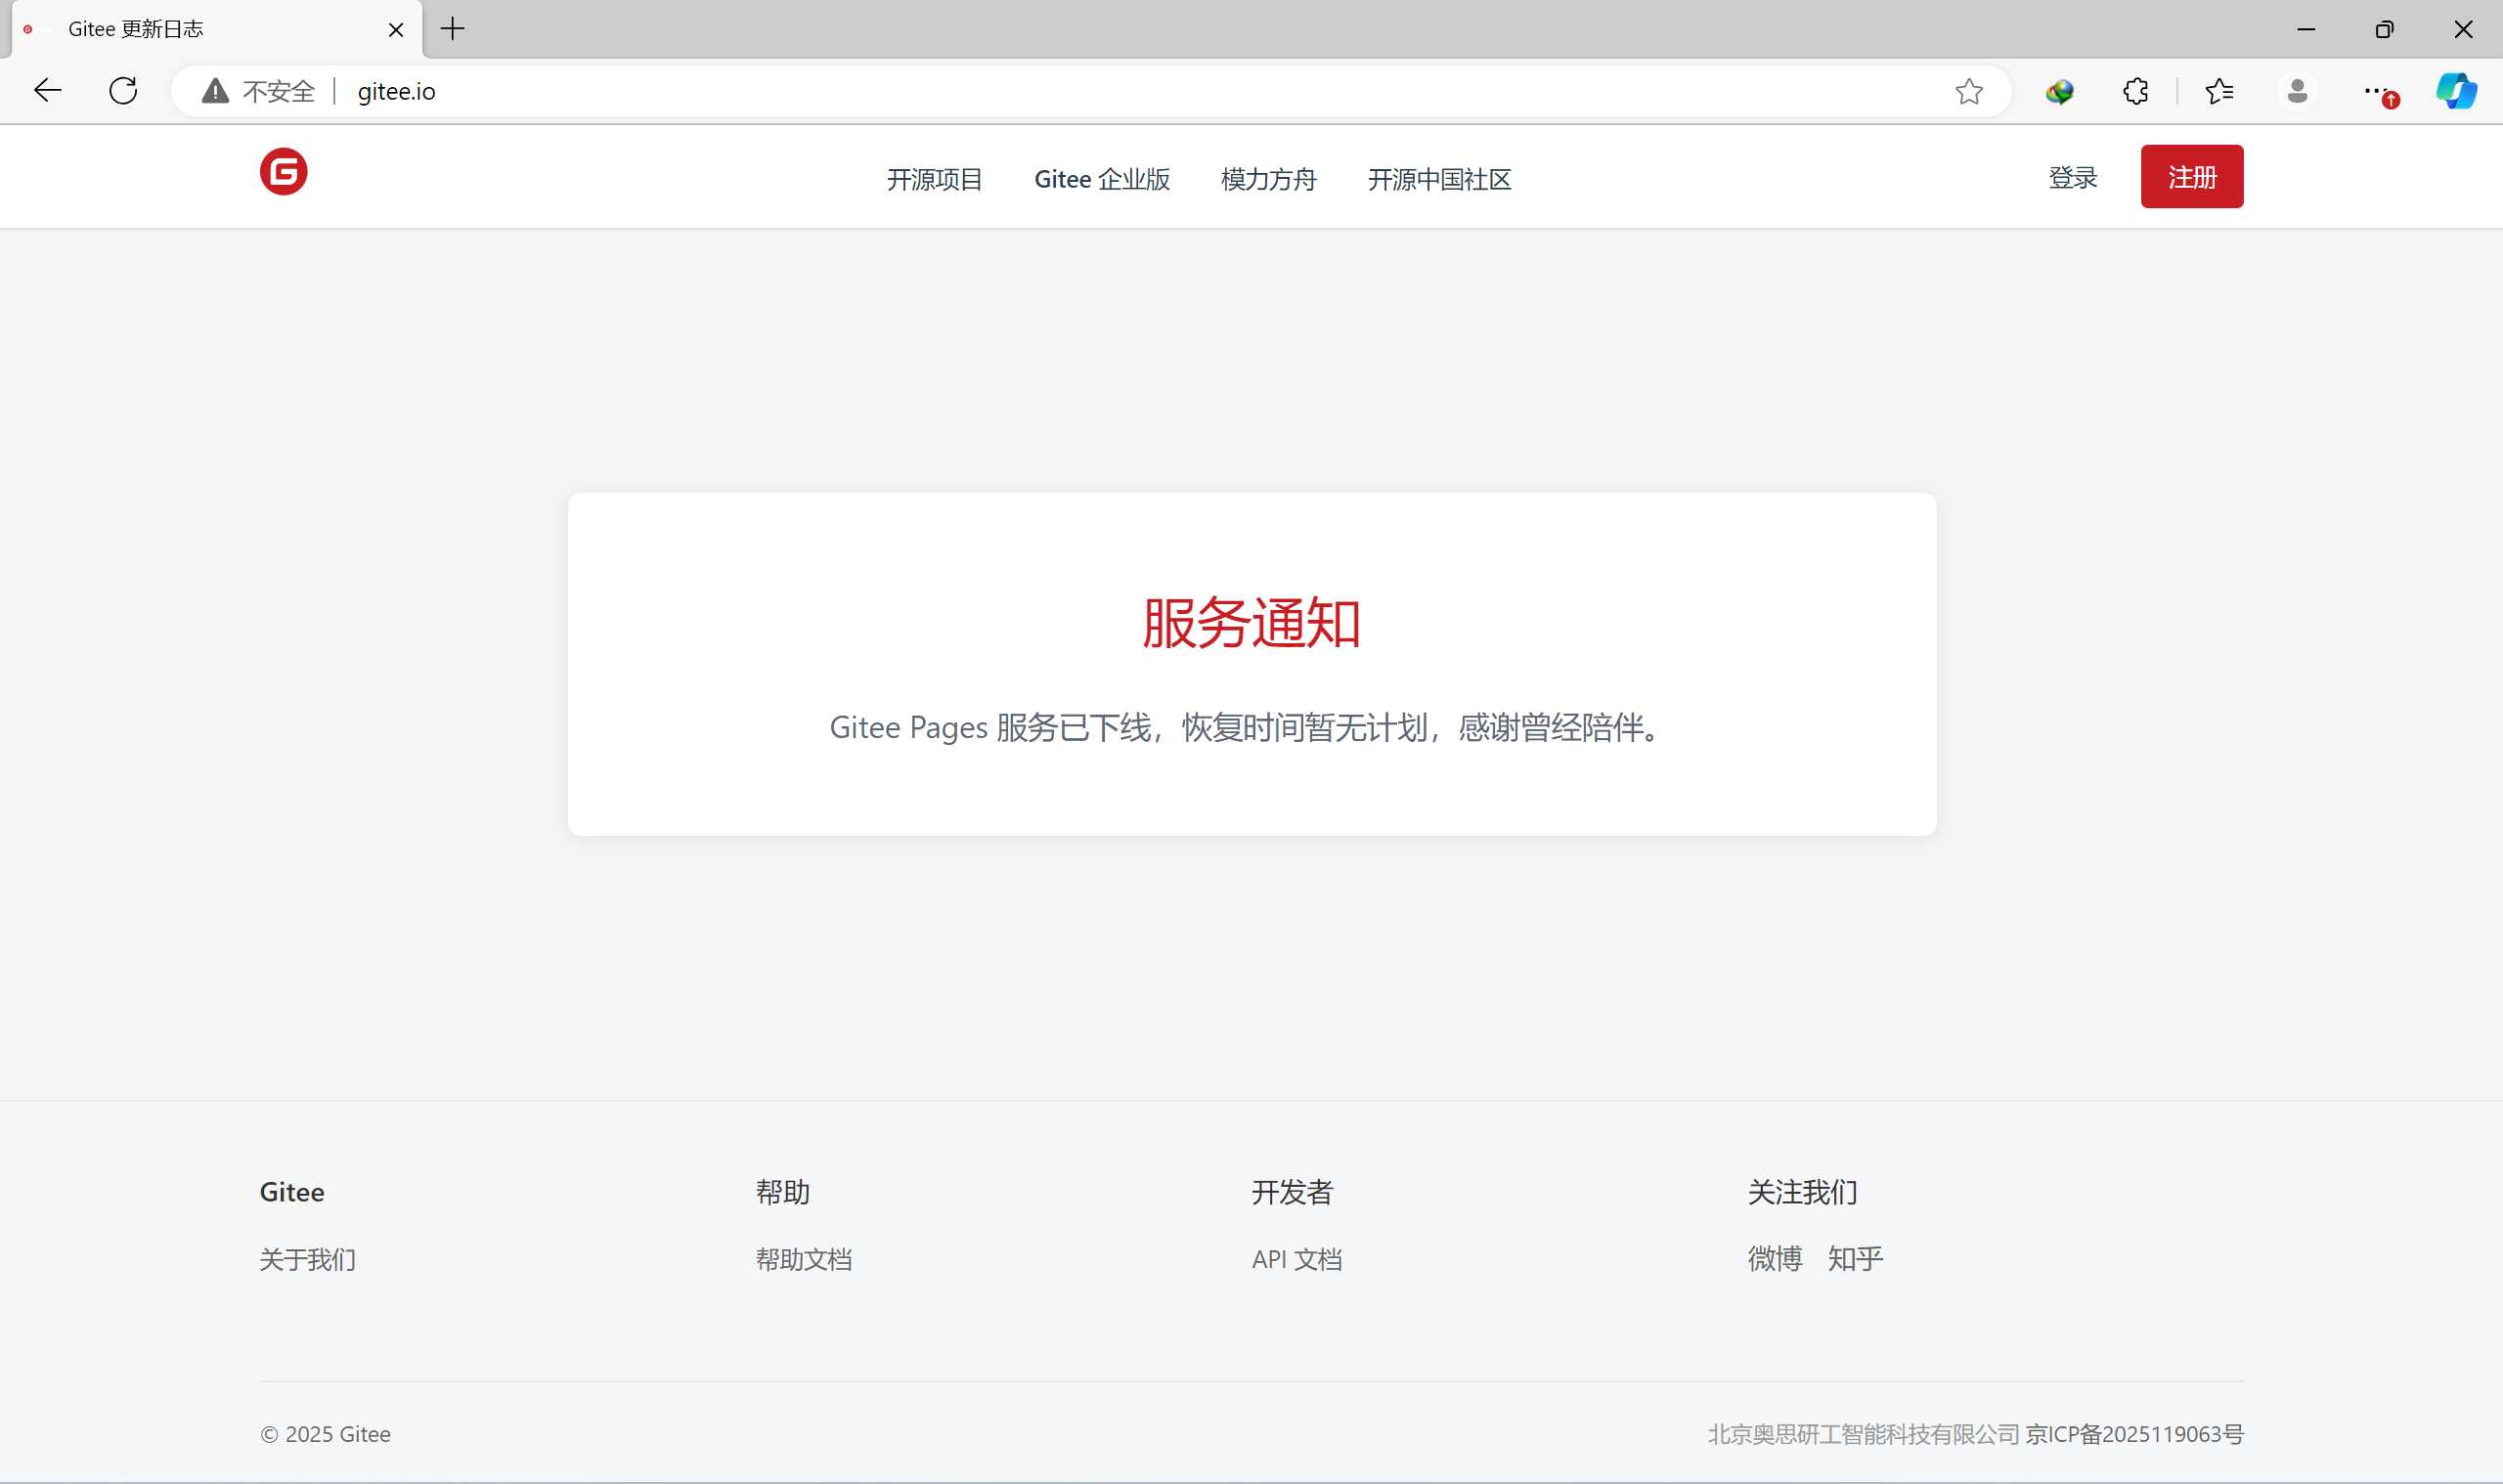 Gitee 更新日志
不安全 gitee.io
开源项目 Gitee 企业版 模力方舟 开源中国社区 登录 注册
服务通知
Gitee Pages 服务已下线，恢复时间暂无计划，感谢曾经陪伴。
Gitee 帮助 开发者 关注我们
关于我们 帮助文档 API 文档 微博 知乎
© 2025 Gitee 北京奥思研工智能科技有限公司 京ICP备2025119063号